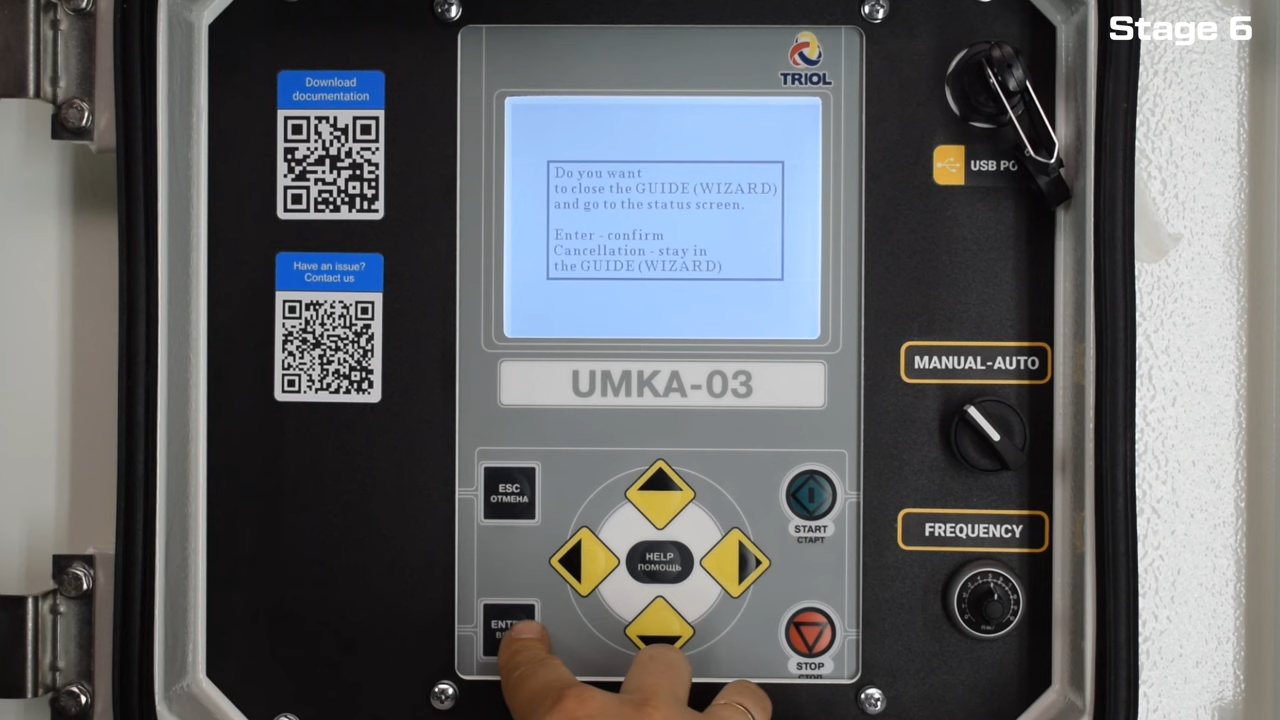 Stage 6
Download
documentation
Have an issue?
Contact us
TRIOL
Do you want
to close the GUIDE (WIZARD)
and go to the status screen.
Enter - confirm
Cancellation - stay in
the GUIDE (WIZARD)
UMKA-03
ESC
ОТМЕНА
HELP
ПОМОЩЬ
START
СТАРТ
STOP
СТОП
USB
MANUAL-AUTO
FREQUENCY